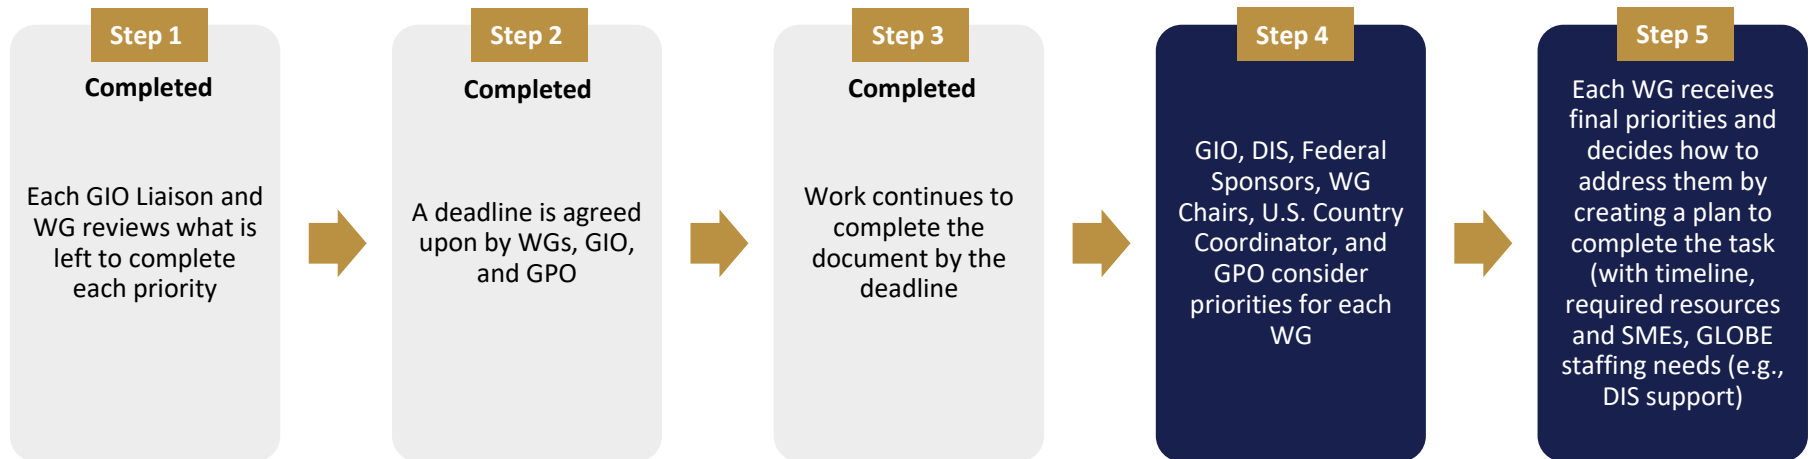 Step 1
Completed
Each GIO Liaison and
WG reviews what is
left to complete
each priority
Step 2
Completed
A deadline is agreed
upon by WGs, GIO,
and GPO
Step 3
Completed
Work continues to
complete the
document by the
deadline
Step 4
GIO, DIS, Federal
Sponsors, WG
Chairs, U.S. Country
Coordinator, and
GPO consider
priorities for each
WG
Step 5
Each WG receives
final priorities and
decides how to
address them by
creating a plan to
complete the task
(with timeline,
required resources
and SMEs, GLOBE
staffing needs (e.g.,
DIS support)